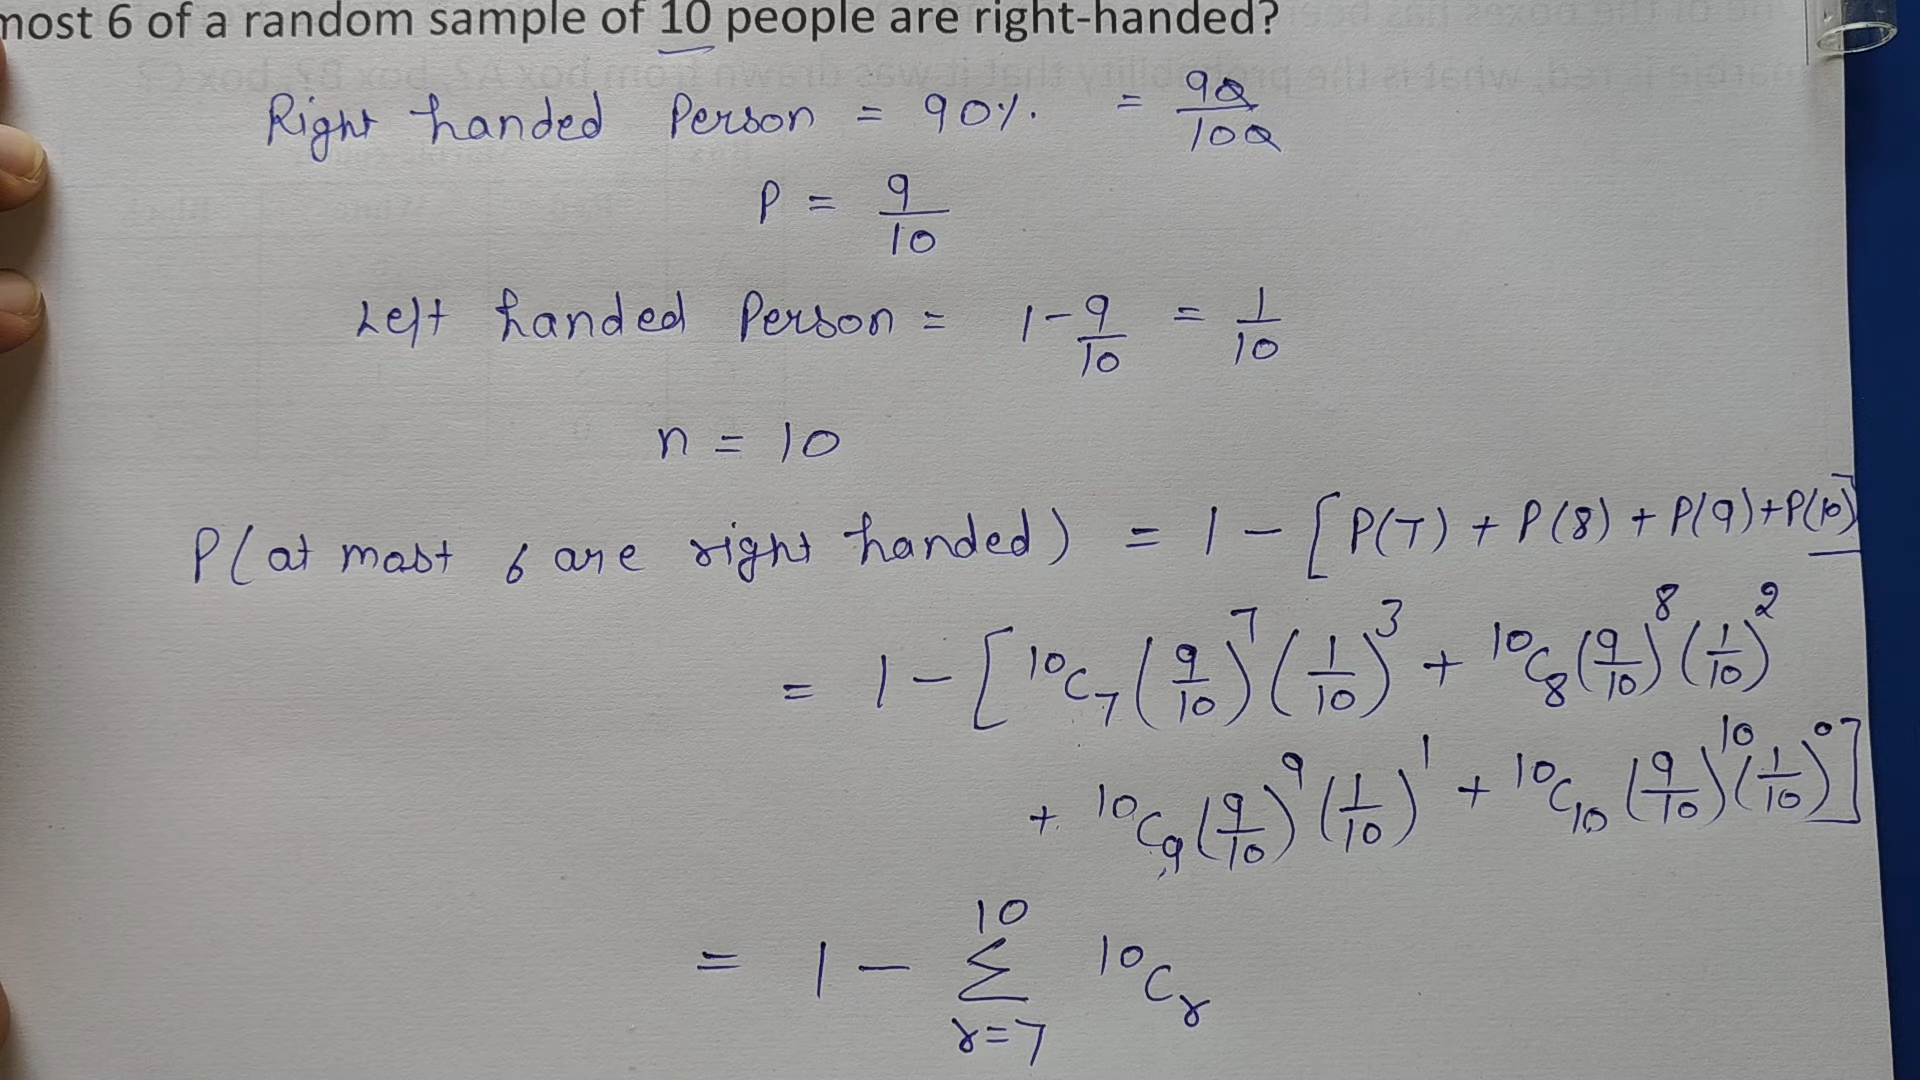 most 6 of a random sample of 10 people are right-handed?
Right handed Person = 90%. = 90/100
P = 9/10
Left handed Person = 1-9/10 = 1/10
n = 10
P(at most 6 are right handed) = 1 - [P(7) + P(8) + P(9)+P(10)]
= 1 - [¹⁰C₇(9/10)⁷(1/10)³ + ¹⁰C₈(9/10)⁸(1/10)²
+ ¹⁰C₉(9/10)⁹(1/10)¹ + ¹⁰C₁₀(9/10)¹⁰(1/10)⁰]
= 1 - 10 Σ r=7 ¹⁰Cr